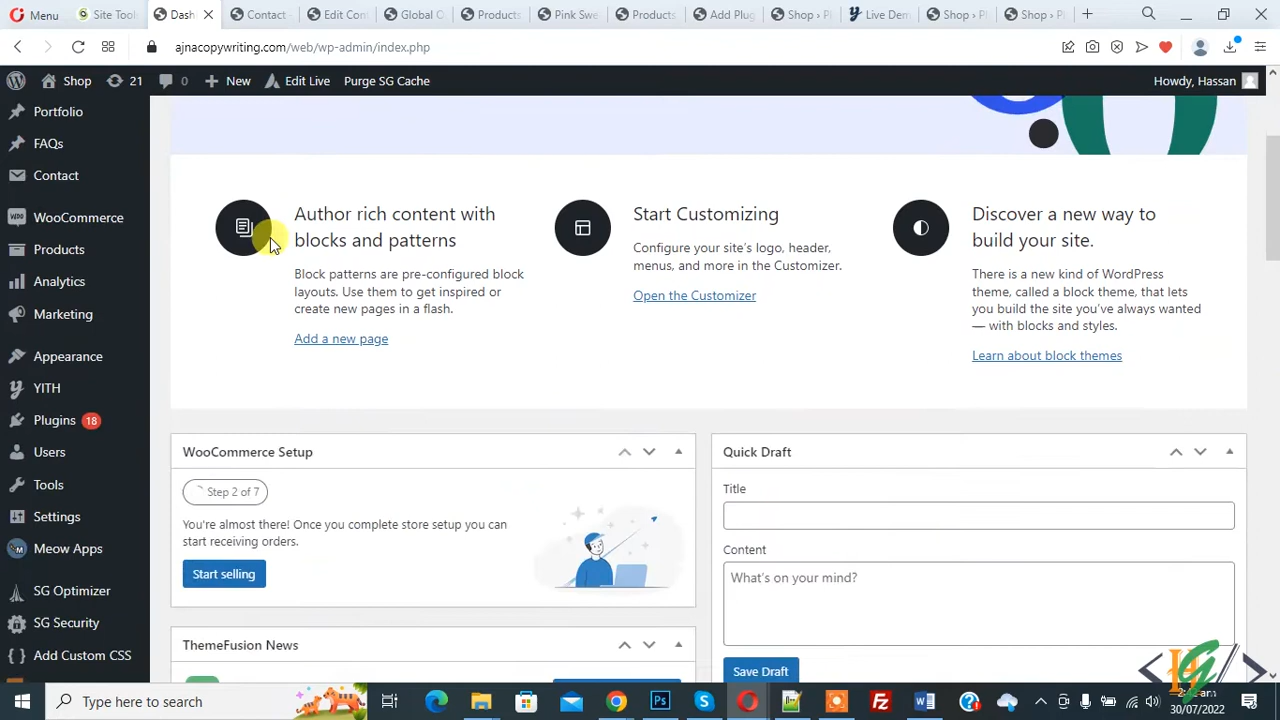 Menu
Site Tools
Dash
Contact
Edit Cont
Global O
Products
Pink Swe
Products
Add Plug
Shop › Pl
Live Dem
Shop › Pl
Shop › Pl
ajnacopywriting.com/web/wp-admin/index.php
Shop
21
0
New
Edit Live
Purge SG Cache
Howdy, Hassan
Portfolio
FAQs
Contact
WooCommerce
Products
Analytics
Marketing
Appearance
YITH
Plugins 18
Users
Tools
Settings
Meow Apps
SG Optimizer
SG Security
Add Custom CSS
Author rich content with
blocks and patterns
Block patterns are pre-configured block
layouts. Use them to get inspired or
create new pages in a flash.
Add a new page
Start Customizing
Configure your site's logo, header,
menus, and more in the Customizer.
Open the Customizer
Discover a new way to
build your site.
There is a new kind of WordPress
theme, called a block theme, that lets
you build the site you've always wanted
— with blocks and styles.
Learn about block themes
WooCommerce Setup
Step 2 of 7
You're almost there! Once you complete store setup you can
start receiving orders.
Start selling
ThemeFusion News
Quick Draft
Title
Content
What's on your mind?
Save Draft
Type here to search
30/07/2022